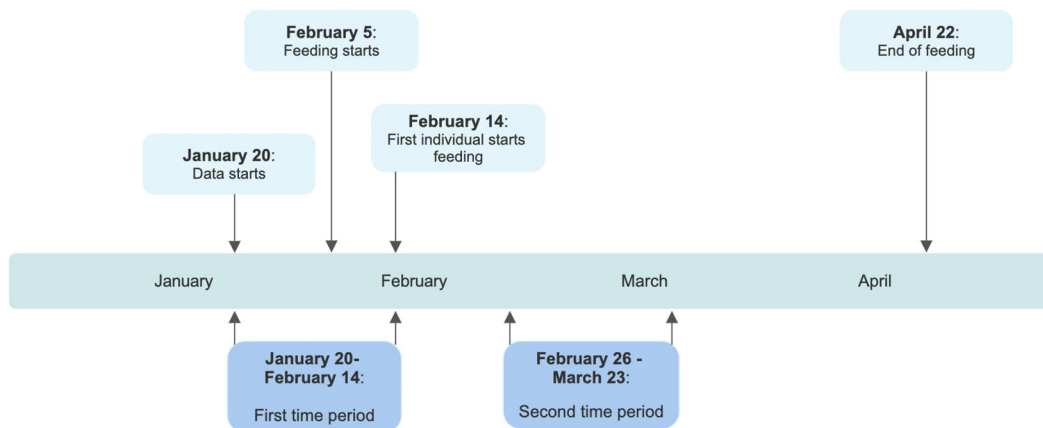 February 5:
Feeding starts
April 22:
End of feeding
February 14:
First individual starts
feeding
January 20:
Data starts
January
February
March
April
January 20-
February 14:
First time period
February 26 -
March 23:
Second time period